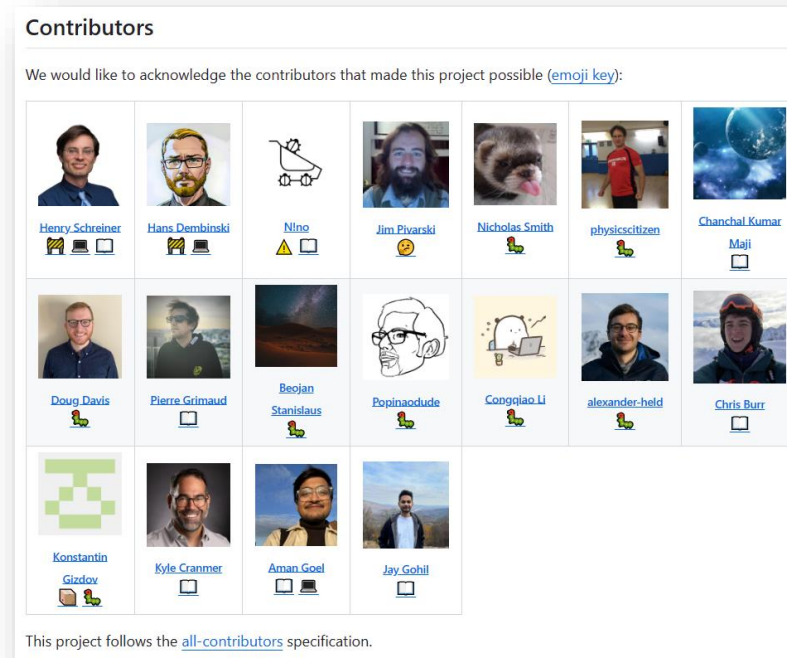 Contributors
We would like to acknowledge the contributors that made this project possible (emoji key):
Henry Schreiner
Hans Dembinski
N!no
Jim Pivarski
Nicholas Smith
physicscitizen
Chanchal Kumar
Maji
Doug Davis
Pierre Grimaud
Beojan
Stanislaus
Popinaodude
Congqiao Li
alexander-held
Chris Burr
Konstantin
Gizdov
Kyle Cranmer
Aman Goel
Jay Gohil
This project follows the all-contributors specification.